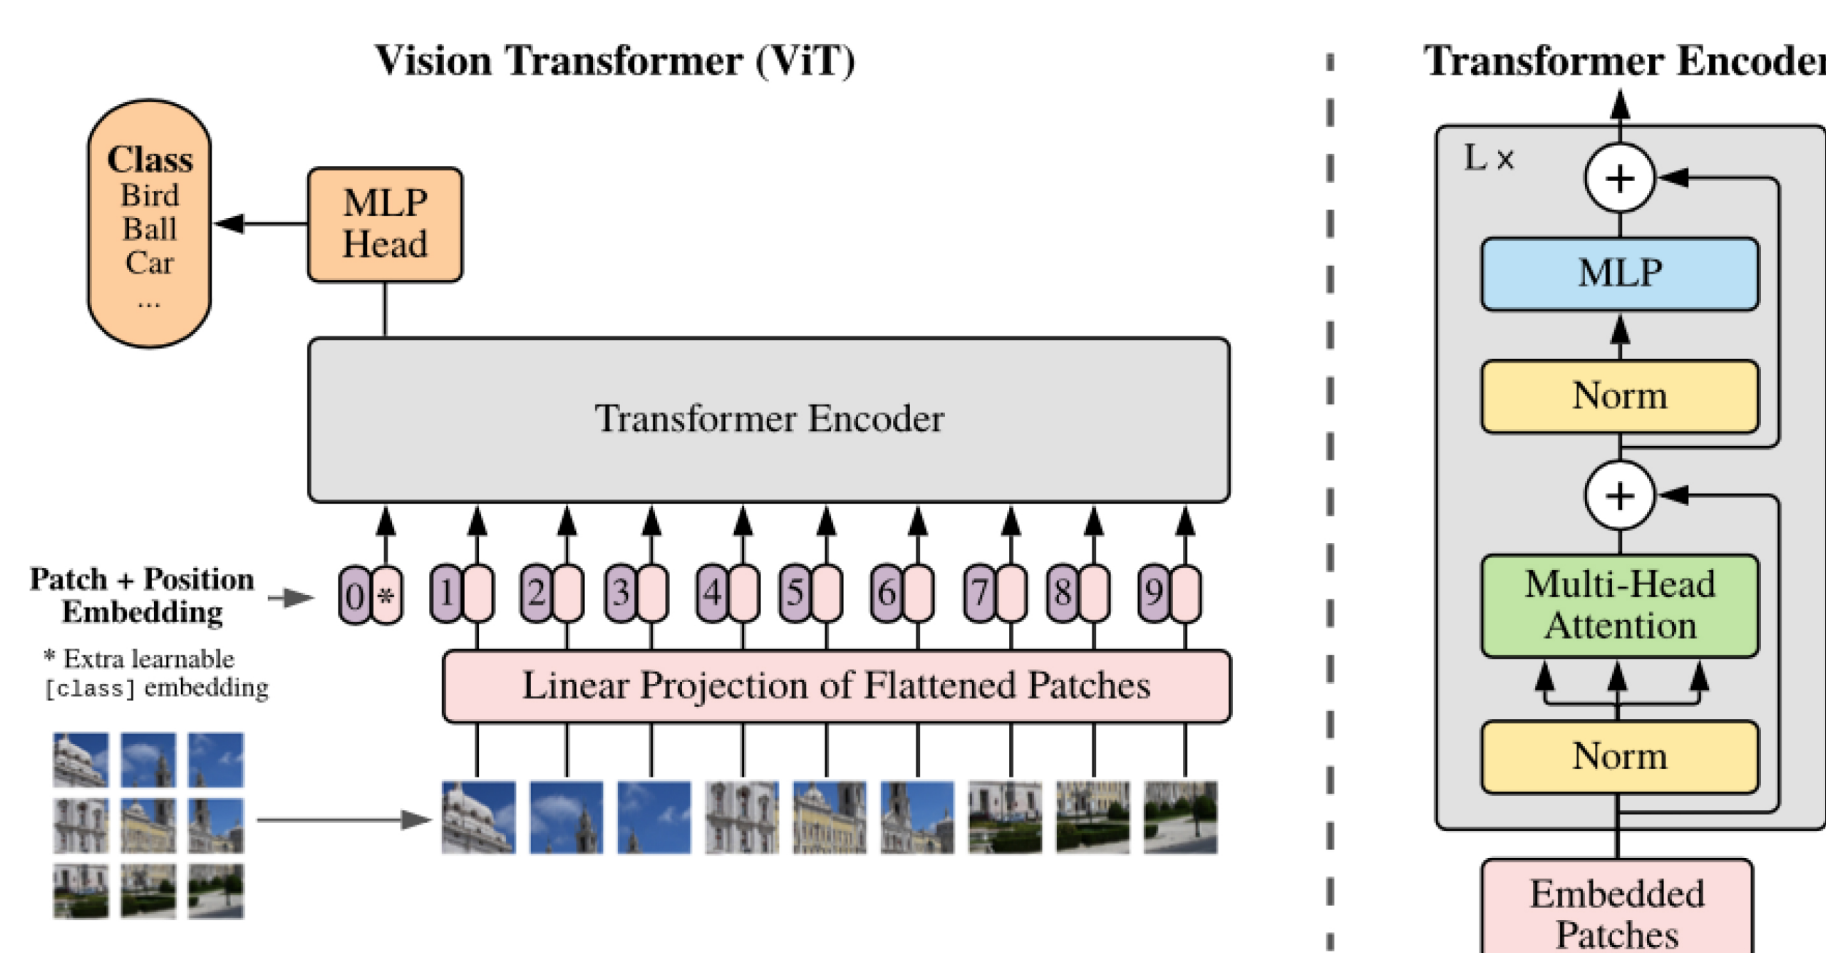 Vision Transformer (ViT)
Class
Bird
Ball
Car
...
MLP
Head
Transformer Encoder
Patch + Position
Embedding
0 * 1 2 3 4 5 6 7 8 9
* Extra learnable
[class] embedding
Linear Projection of Flattened Patches
Transformer Encoder
L ×
+
MLP
Norm
+
Multi-Head
Attention
Norm
Embedded
Patches